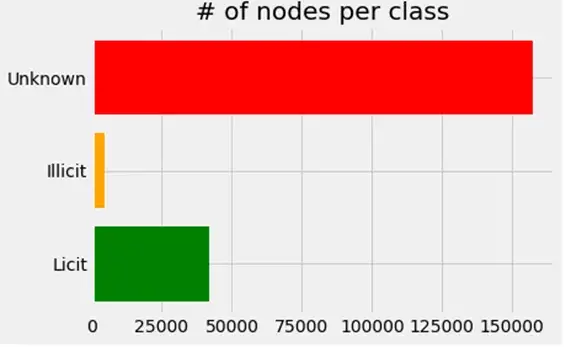 # of nodes per class
Unknown
Illicit
Licit
0 25000 50000 75000 100000 125000 150000